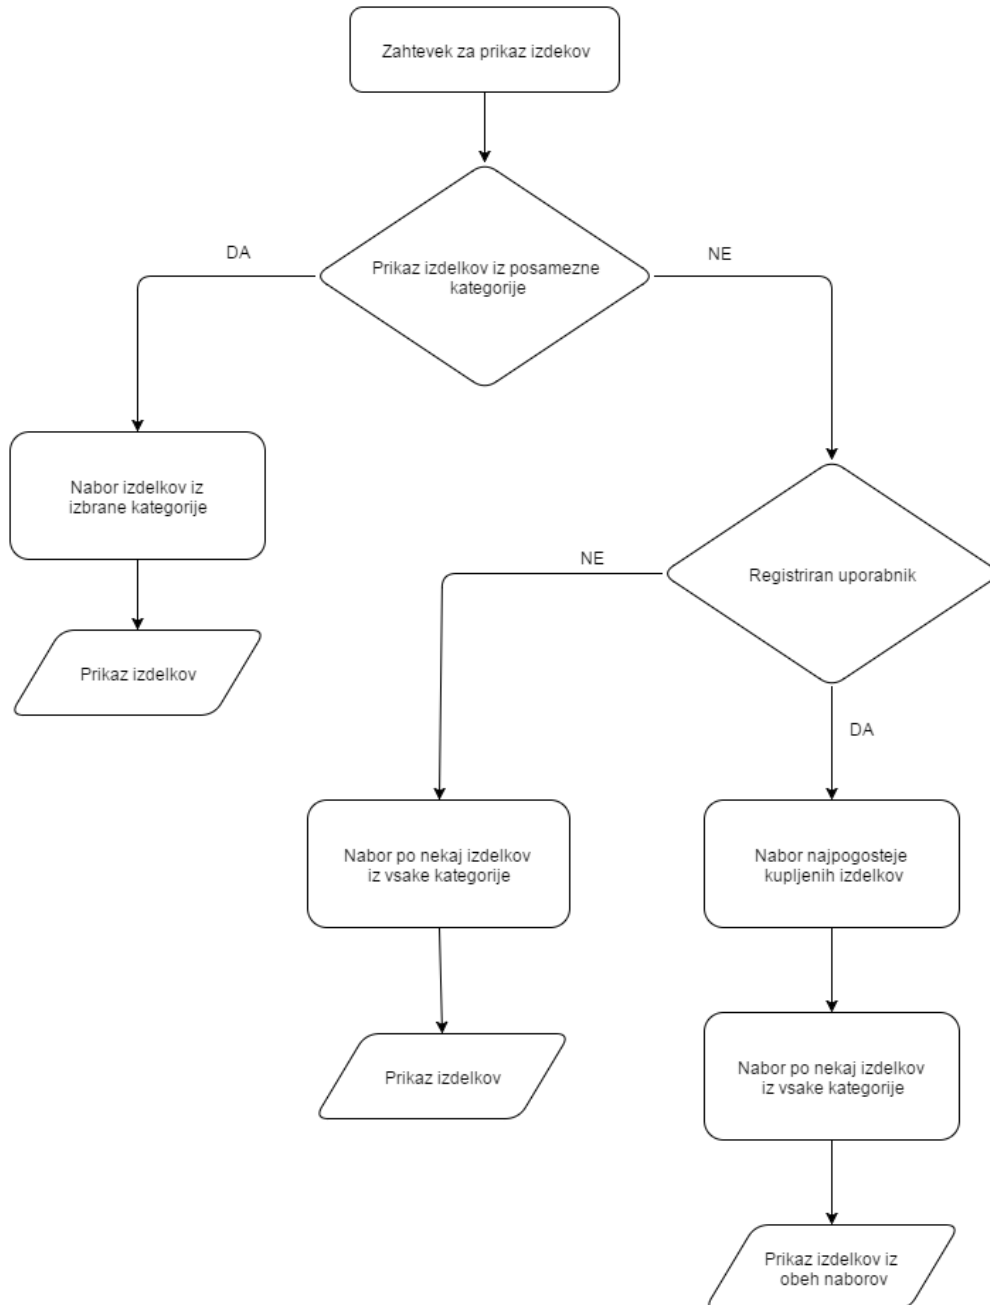 Zahtevek za prikaz izdekov
DA
NE
Prikaz izdelkov iz posamezne
kategorije
Nabor izdelkov iz
izbrane kategorije
NE
Registriran uporabnik
Prikaz izdelkov
DA
Nabor po nekaj izdelkov
iz vsake kategorije
Nabor najpogosteje
kupljenih izdelkov
Prikaz izdelkov
Nabor po nekaj izdelkov
iz vsake kategorije
Prikaz izdelkov iz
obeh naborov